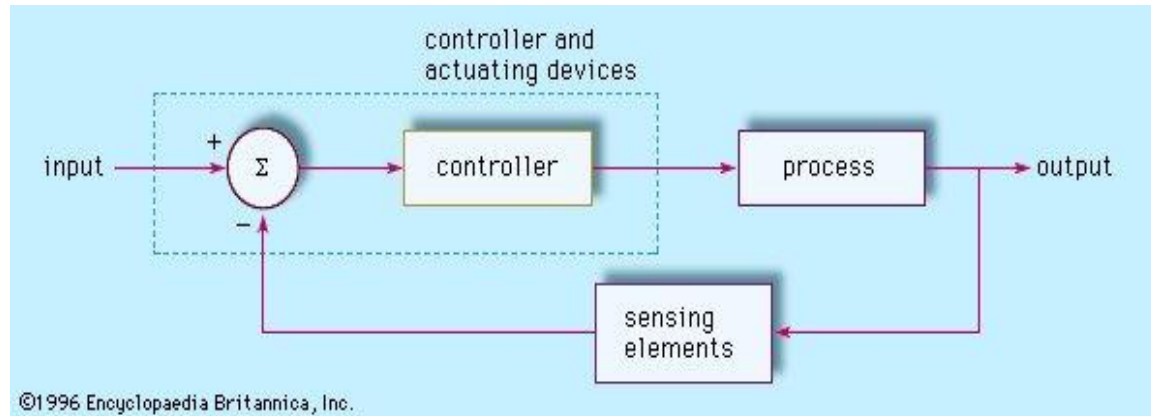 controller and
actuating devices
+
input
Σ
controller
process
output
−
sensing
elements
©1996 Encyclopaedia Britannica, Inc.